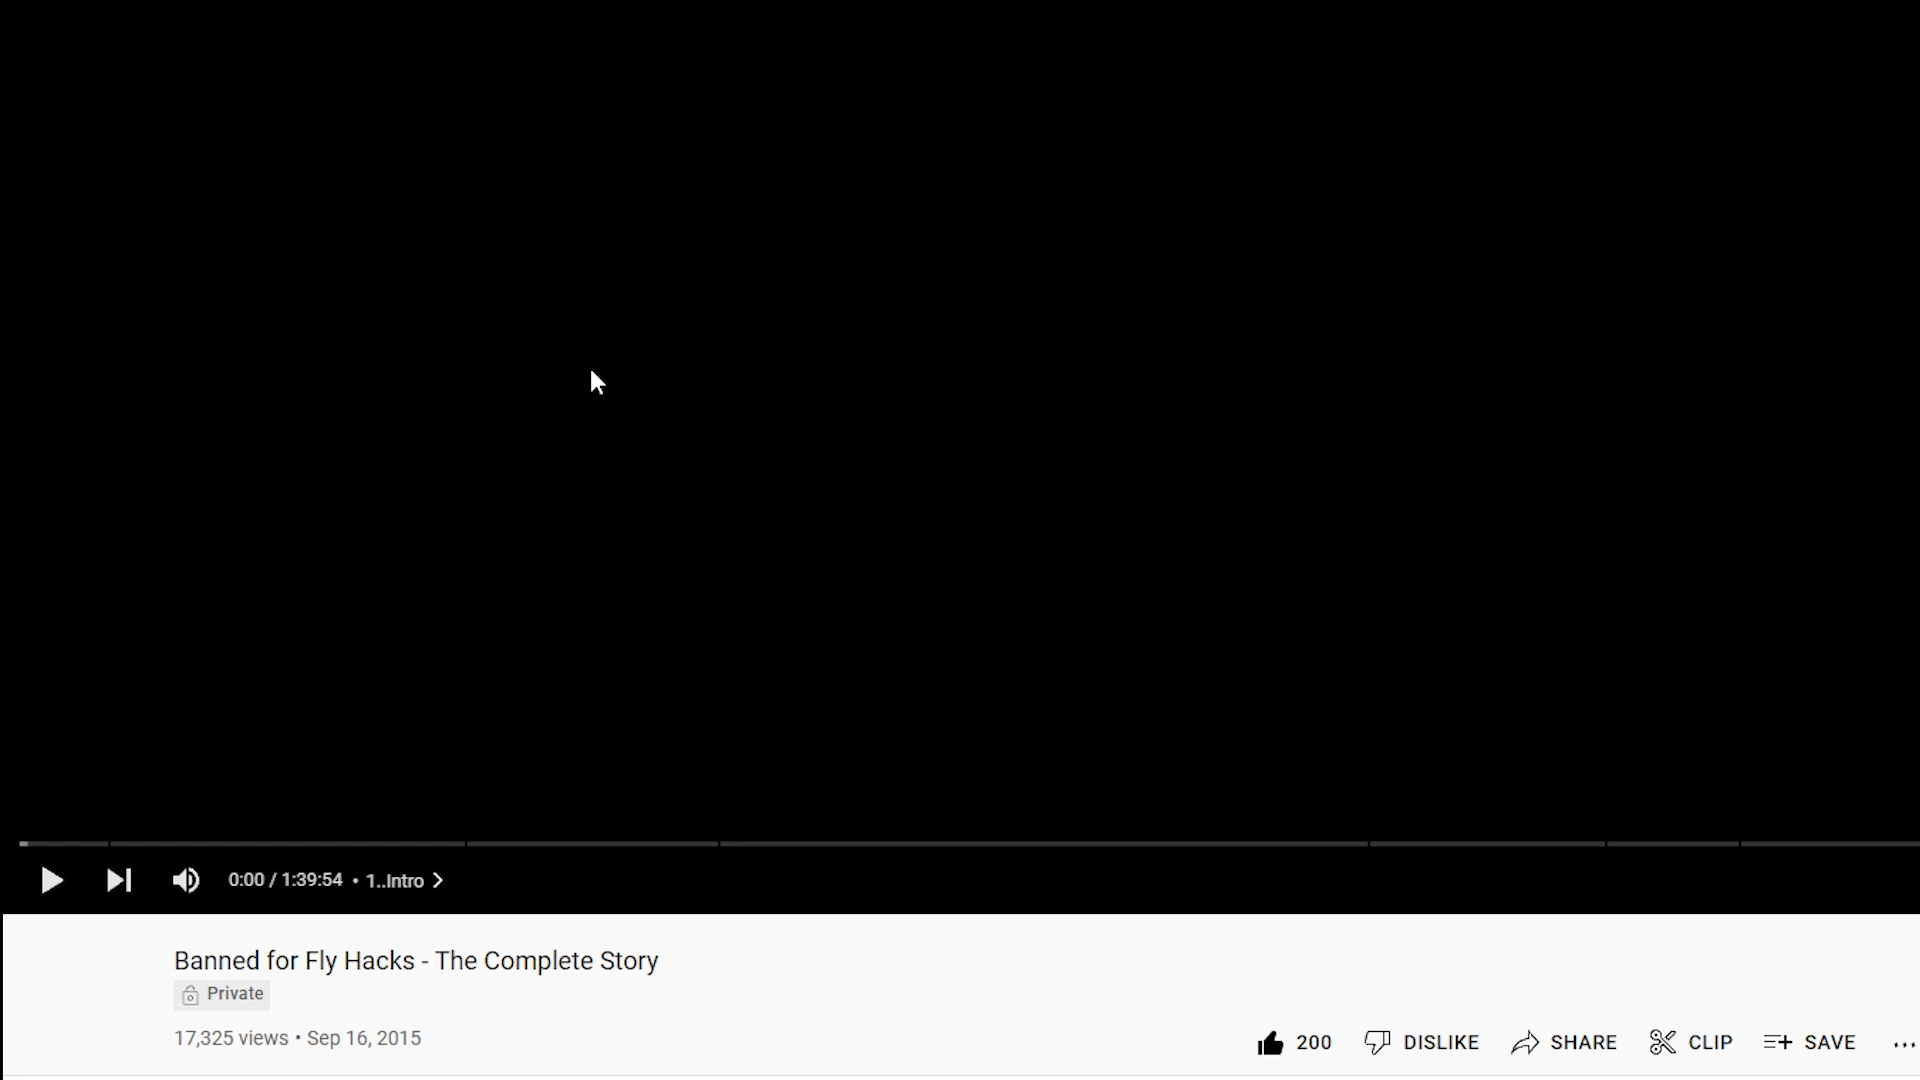 0:00 / 1:39:54 • 1..Intro
Banned for Fly Hacks - The Complete Story
Private
17,325 views • Sep 16, 2015
200 DISLIKE SHARE CLIP SAVE ...